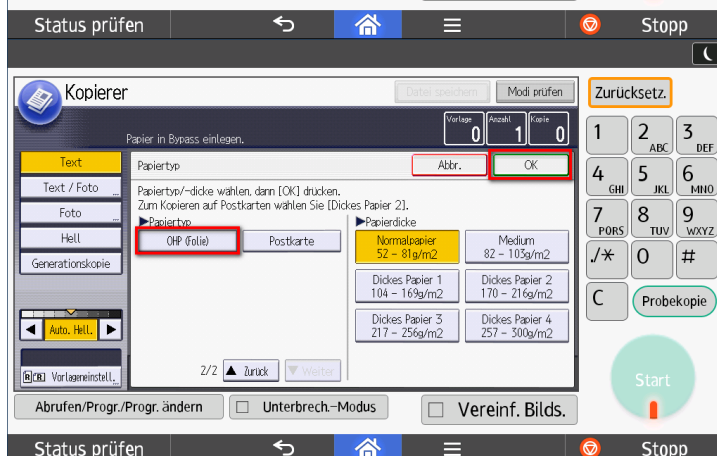 Status prüfen Stopp
Kopierer
Datei speichern Modi prüfen
Zurücksetz.
Vorlage Anzahl Kopie
0 1 0
Papier in Bypass einlegen.
Text
Text / Foto
Foto
Hell
Generationskopie
Auto. Hell.
Vorlageneinstell.
Papiertyp
Abbr. OK
Papiertyp/-dicke wählen, dann [OK] drücken.
Zum Kopieren auf Postkarten wählen Sie [Dickes Papier 2].
▶Papiertyp
OHP (Folie) Postkarte
▶Papierdicke
Normalpapier
52 - 81g/m2
Medium
82 - 103g/m2
Dickes Papier 1
104 - 169g/m2
Dickes Papier 2
170 - 216g/m2
Dickes Papier 3
217 - 256g/m2
Dickes Papier 4
257 - 300g/m2
2/2 ▲ Zurück ▼ Weiter
1 2 ABC 3 DEF
4 GHI 5 JKL 6 MNO
7 PQRS 8 TUV 9 WXYZ
./* 0 #
C Probekopie
Start
Abrufen/Progr./Progr. ändern Unterbrech.-Modus Vereinf. Bilds.
Status prüfen Stopp